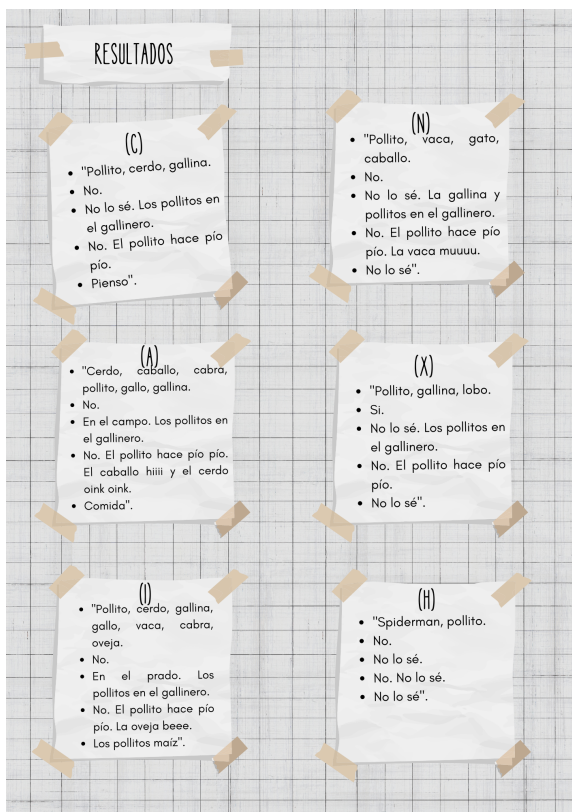 RESULTADOS
(C)
• "Pollito, cerdo, gallina.
• No.
• No lo sé. Los pollitos en
el gallinero.
• No. El pollito hace pío
pío.
• Pienso".
(N)
• "Pollito, vaca, gato,
caballo.
• No.
• No lo sé. La gallina y
pollitos en el gallinero.
• No. El pollito hace pío
pío. La vaca muuuu.
• No lo sé".
(A)
• "Cerdo, caballo, cabra,
pollito, gallo, gallina.
• No.
• En el campo. Los pollitos en
el gallinero.
• No. El pollito hace pío pío.
El caballo hiiii y el cerdo
oink oink.
• Comida".
(X)
• "Pollito, gallina, lobo.
• Si.
• No lo sé. Los pollitos en
el gallinero.
• No. El pollito hace pío
pío.
• No lo sé".
(I)
• "Pollito, cerdo, gallina,
gallo, vaca, cabra,
oveja.
• No.
• En el prado. Los
pollitos en el gallinero.
• No. El pollito hace pío
pío. La oveja beee.
• Los pollitos maíz".
(H)
• "Spiderman, pollito.
• No.
• No lo sé.
• No. No lo sé.
• No lo sé".